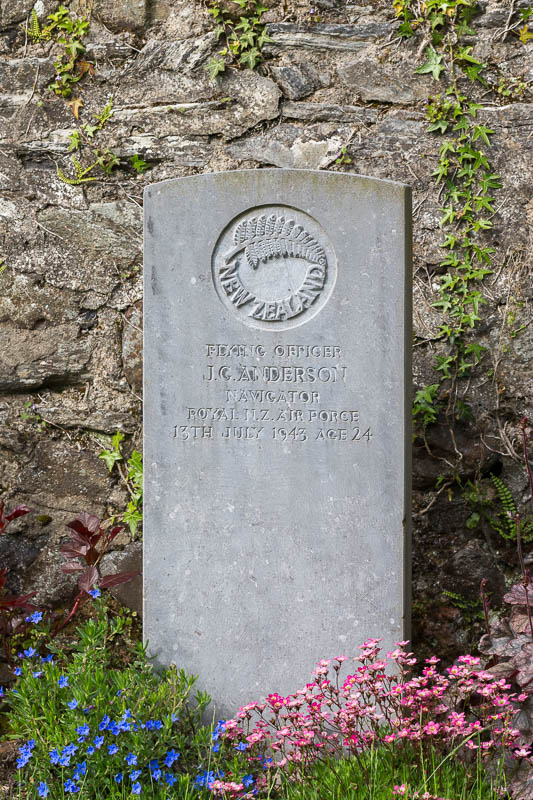 NEW ZEALAND
FLYING OFFICER
J.G. ANDERSON
NAVIGATOR
ROYAL N.Z. AIR FORCE
13TH JULY 1943 AGE 24